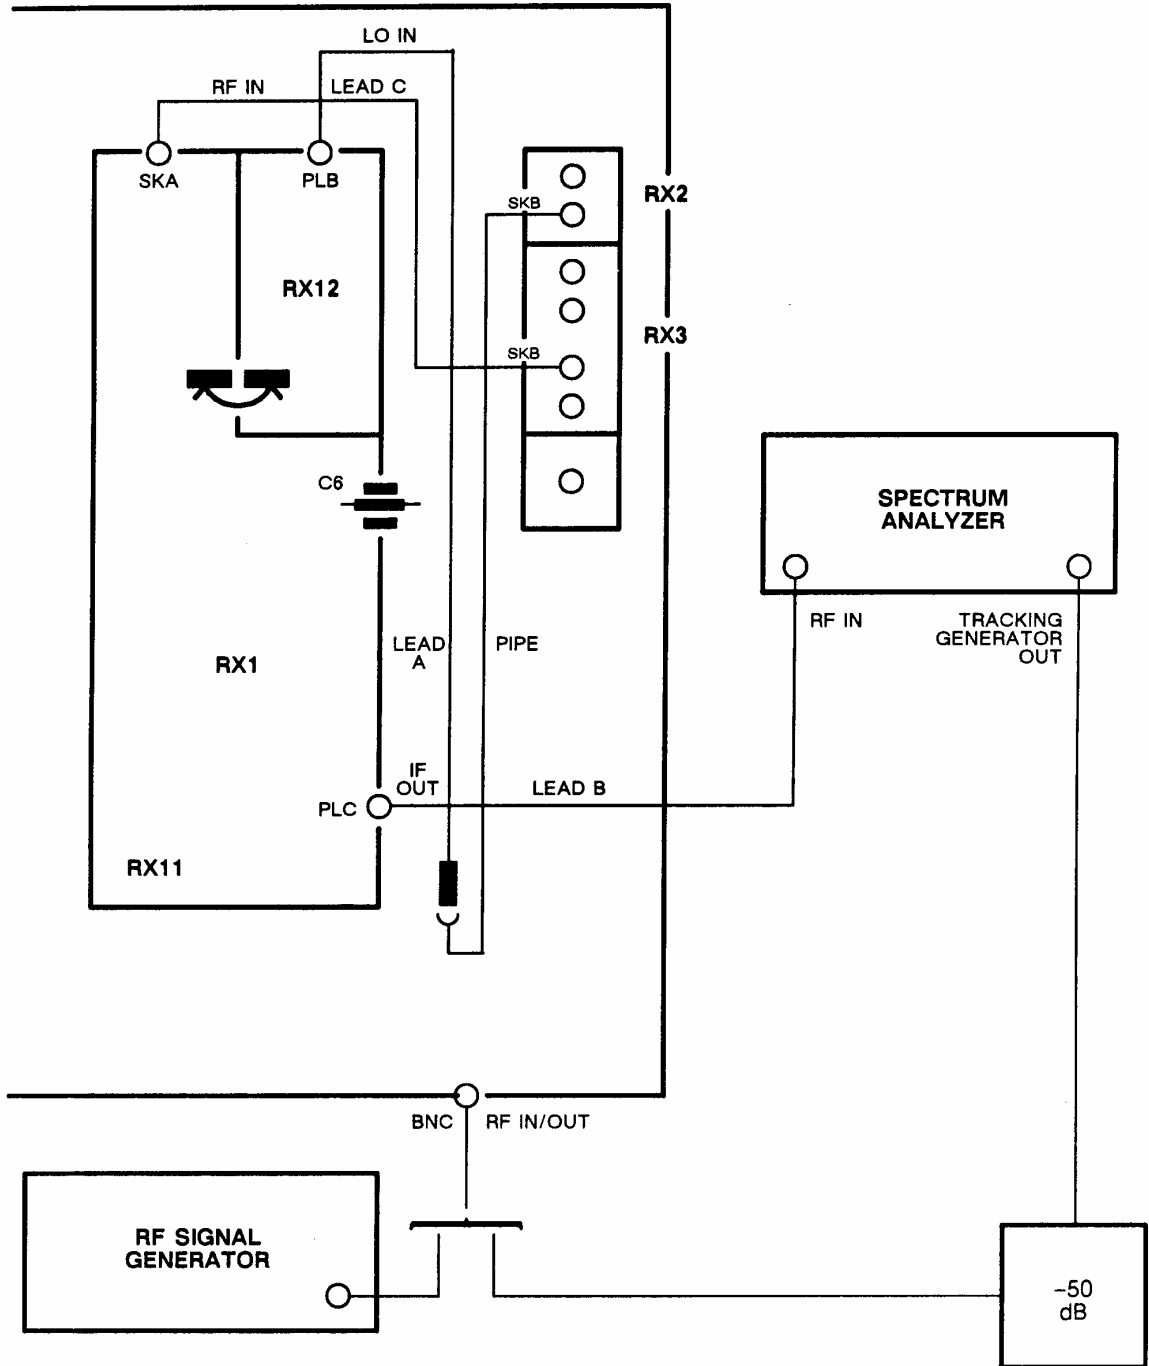 LO IN
RF IN
LEAD C
SKA
PLB
SKB
RX2
RX12
RX3
SKB
C6
SPECTRUM
ANALYZER
RF IN
TRACKING
GENERATOR
OUT
LEAD
A
PIPE
RX1
IF
OUT
LEAD B
PLC
RX11
BNC
RF IN/OUT
RF SIGNAL
GENERATOR
-50
dB